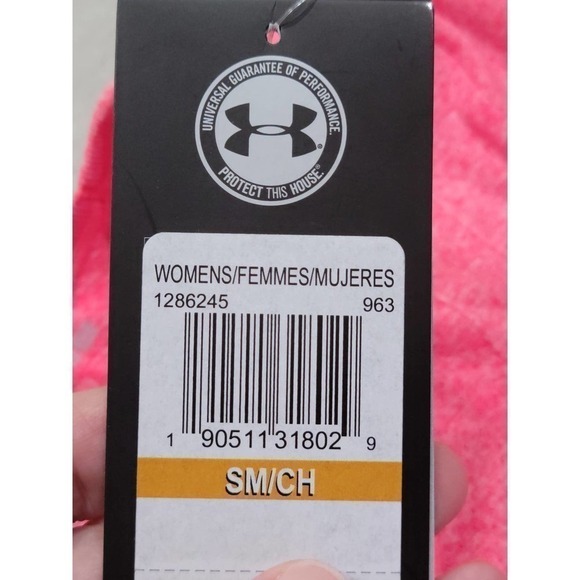 UNIVERSAL GUARANTEE OF PERFORMANCE.
PROTECT THIS HOUSE®
WOMENS/FEMMES/MUJERES
1286245 963
1 90511 31802 9
SM/CH